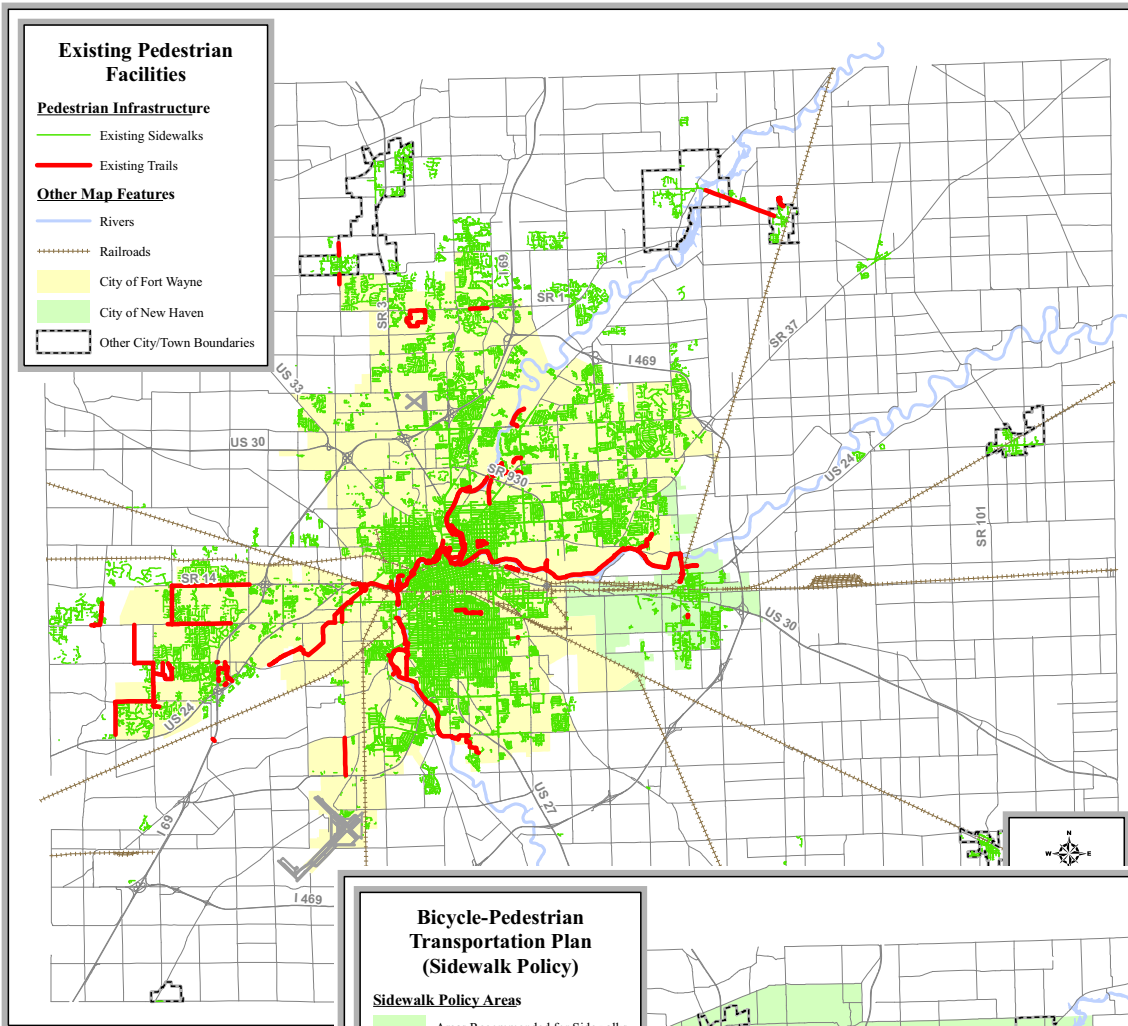 Existing Pedestrian
Facilities
Pedestrian Infrastructure
Existing Sidewalks
Existing Trails
Other Map Features
Rivers
Railroads
City of Fort Wayne
City of New Haven
Other City/Town Boundaries
I 69
SR 3
SR 1
I 469
SR 37
US 33
US 30
SR 930
US 24
SR 101
SR 14
US 30
US 24
US 27
I 69
I 469
N
W E
Bicycle-Pedestrian
Transportation Plan
(Sidewalk Policy)
Sidewalk Policy Areas